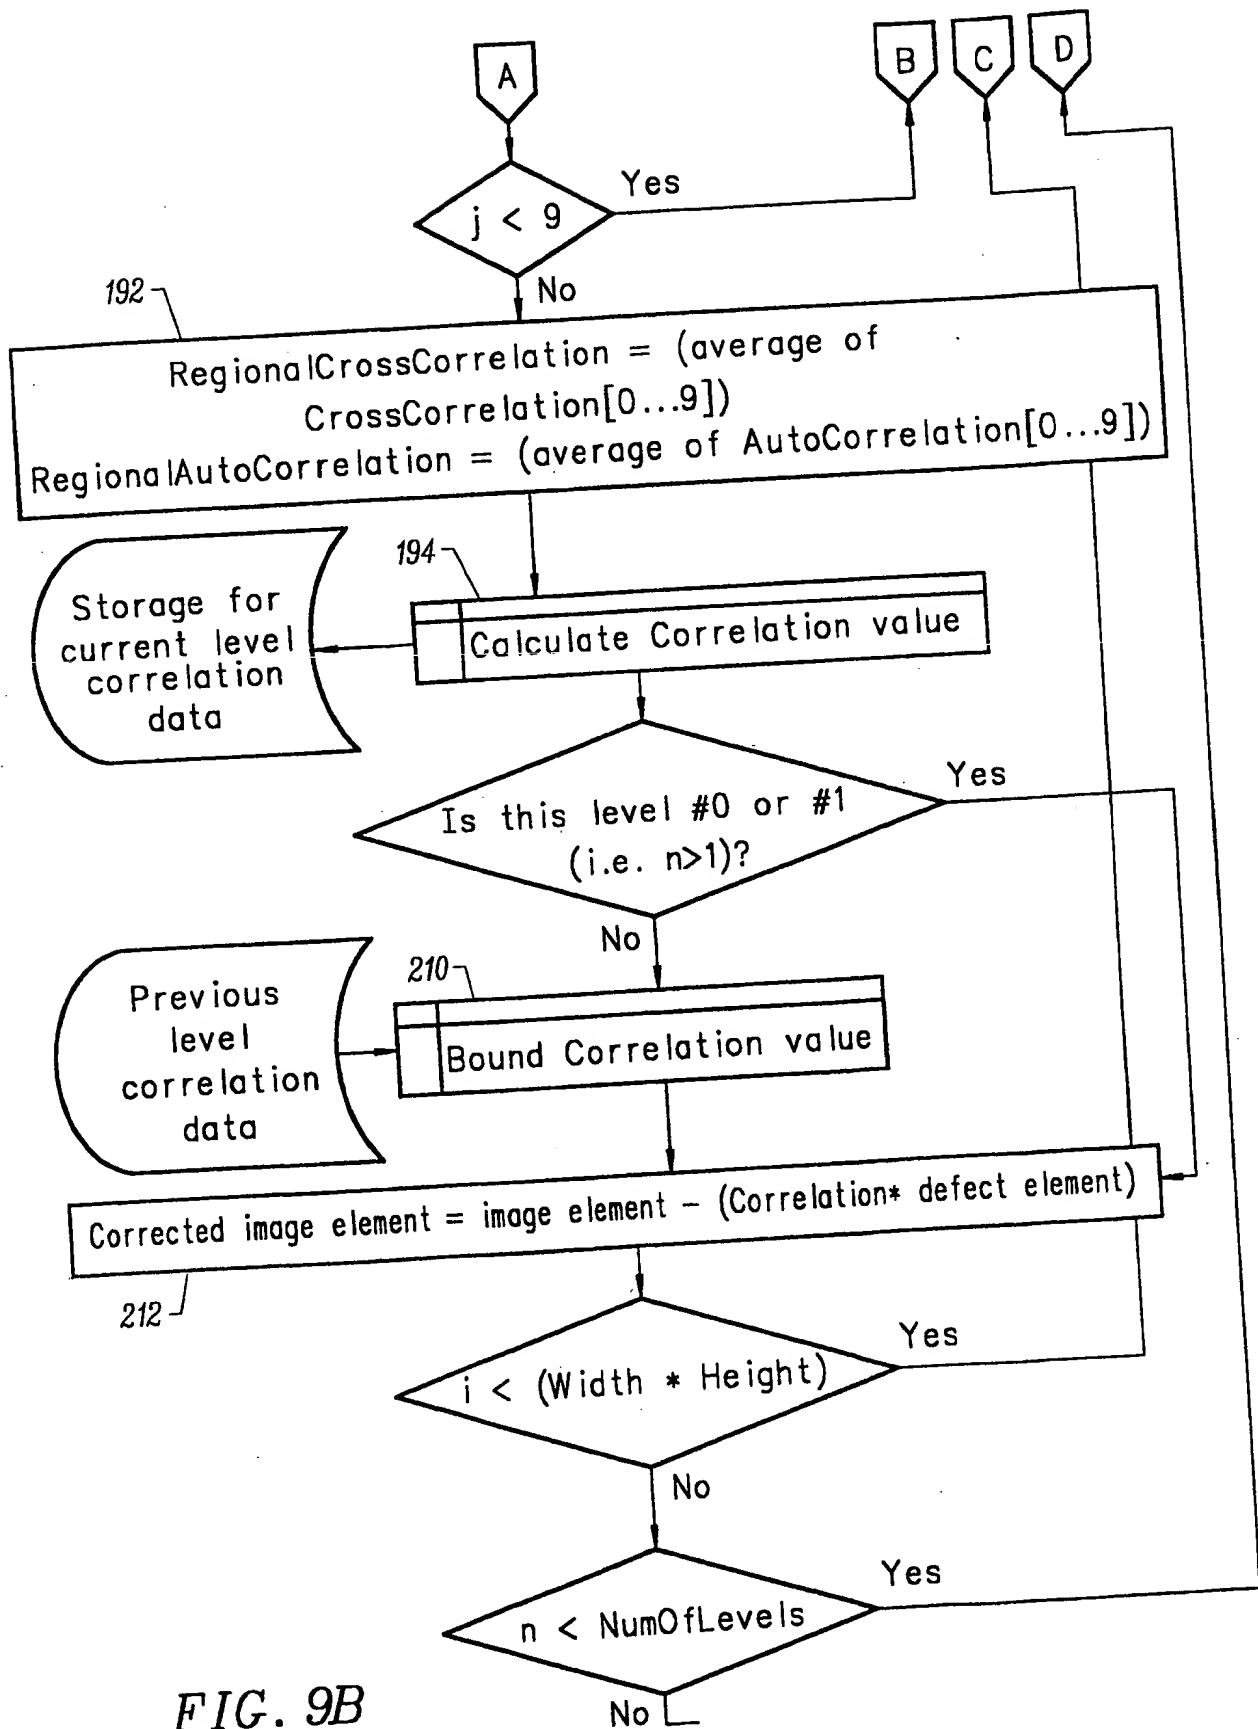 A
B
C
D
j < 9
Yes
No
192
RegionalCrossCorrelation = (average of
CrossCorrelation[0...9])
RegionalAutoCorrelation = (average of AutoCorrelation[0...9])
194
Storage for
current level
correlation
data
Calculate Correlation value
Is this level #0 or #1
(i.e. n>1)?
Yes
No
210
Previous
level
correlation
data
Bound Correlation value
Corrected image element = image element - (Correlation* defect element)
212
i < (Width * Height)
Yes
No
n < NumOfLevels
Yes
No
FIG. 9B